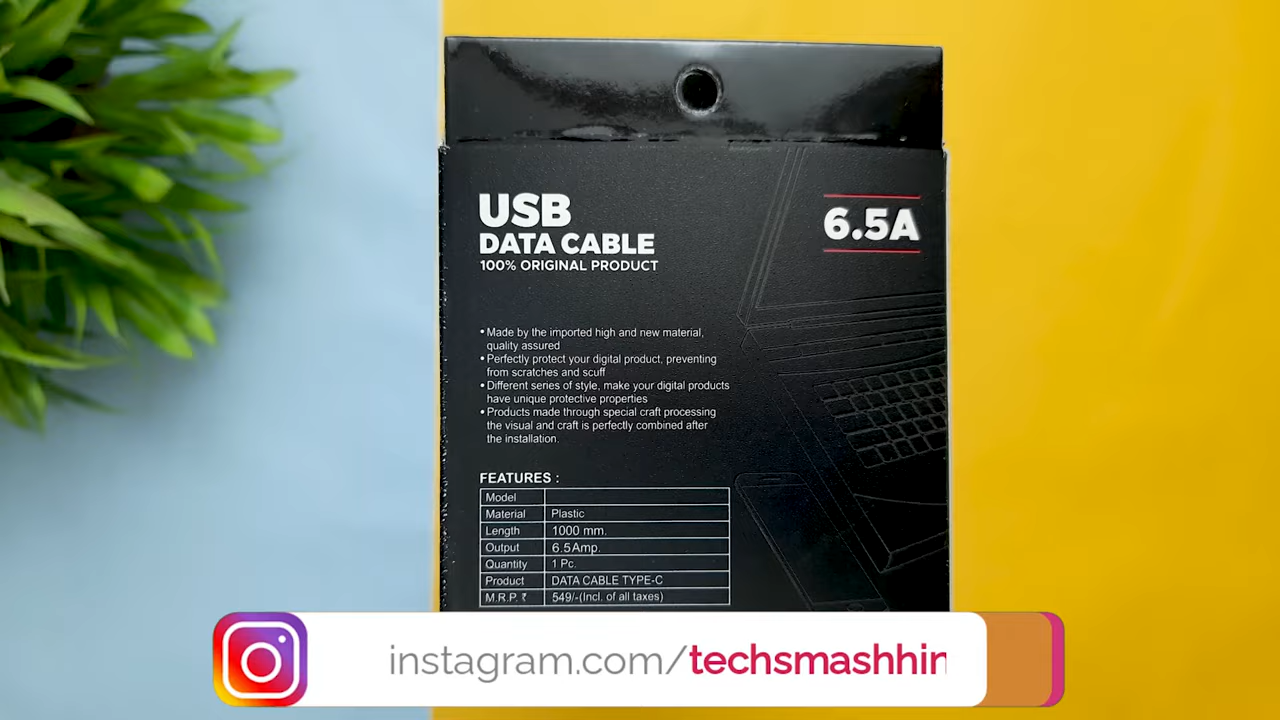 USB
DATA CABLE
100% ORIGINAL PRODUCT
6.5A
• Made by the imported high and new material,
quality assured
• Perfectly protect your digital product, preventing
from scratches and scuff
• Different series of style, make your digital products
have unique protective properties
• Products made through special craft processing
the visual and craft is perfectly combined after
the installation.
FEATURES :
Model
Material Plastic
Length 1000 mm.
Output 6.5Amp.
Quantity 1 Pc.
Product DATA CABLE TYPE-C
M.R.P. ₹ 549/-(Incl. of all taxes)
instagram.com/techsmashhin